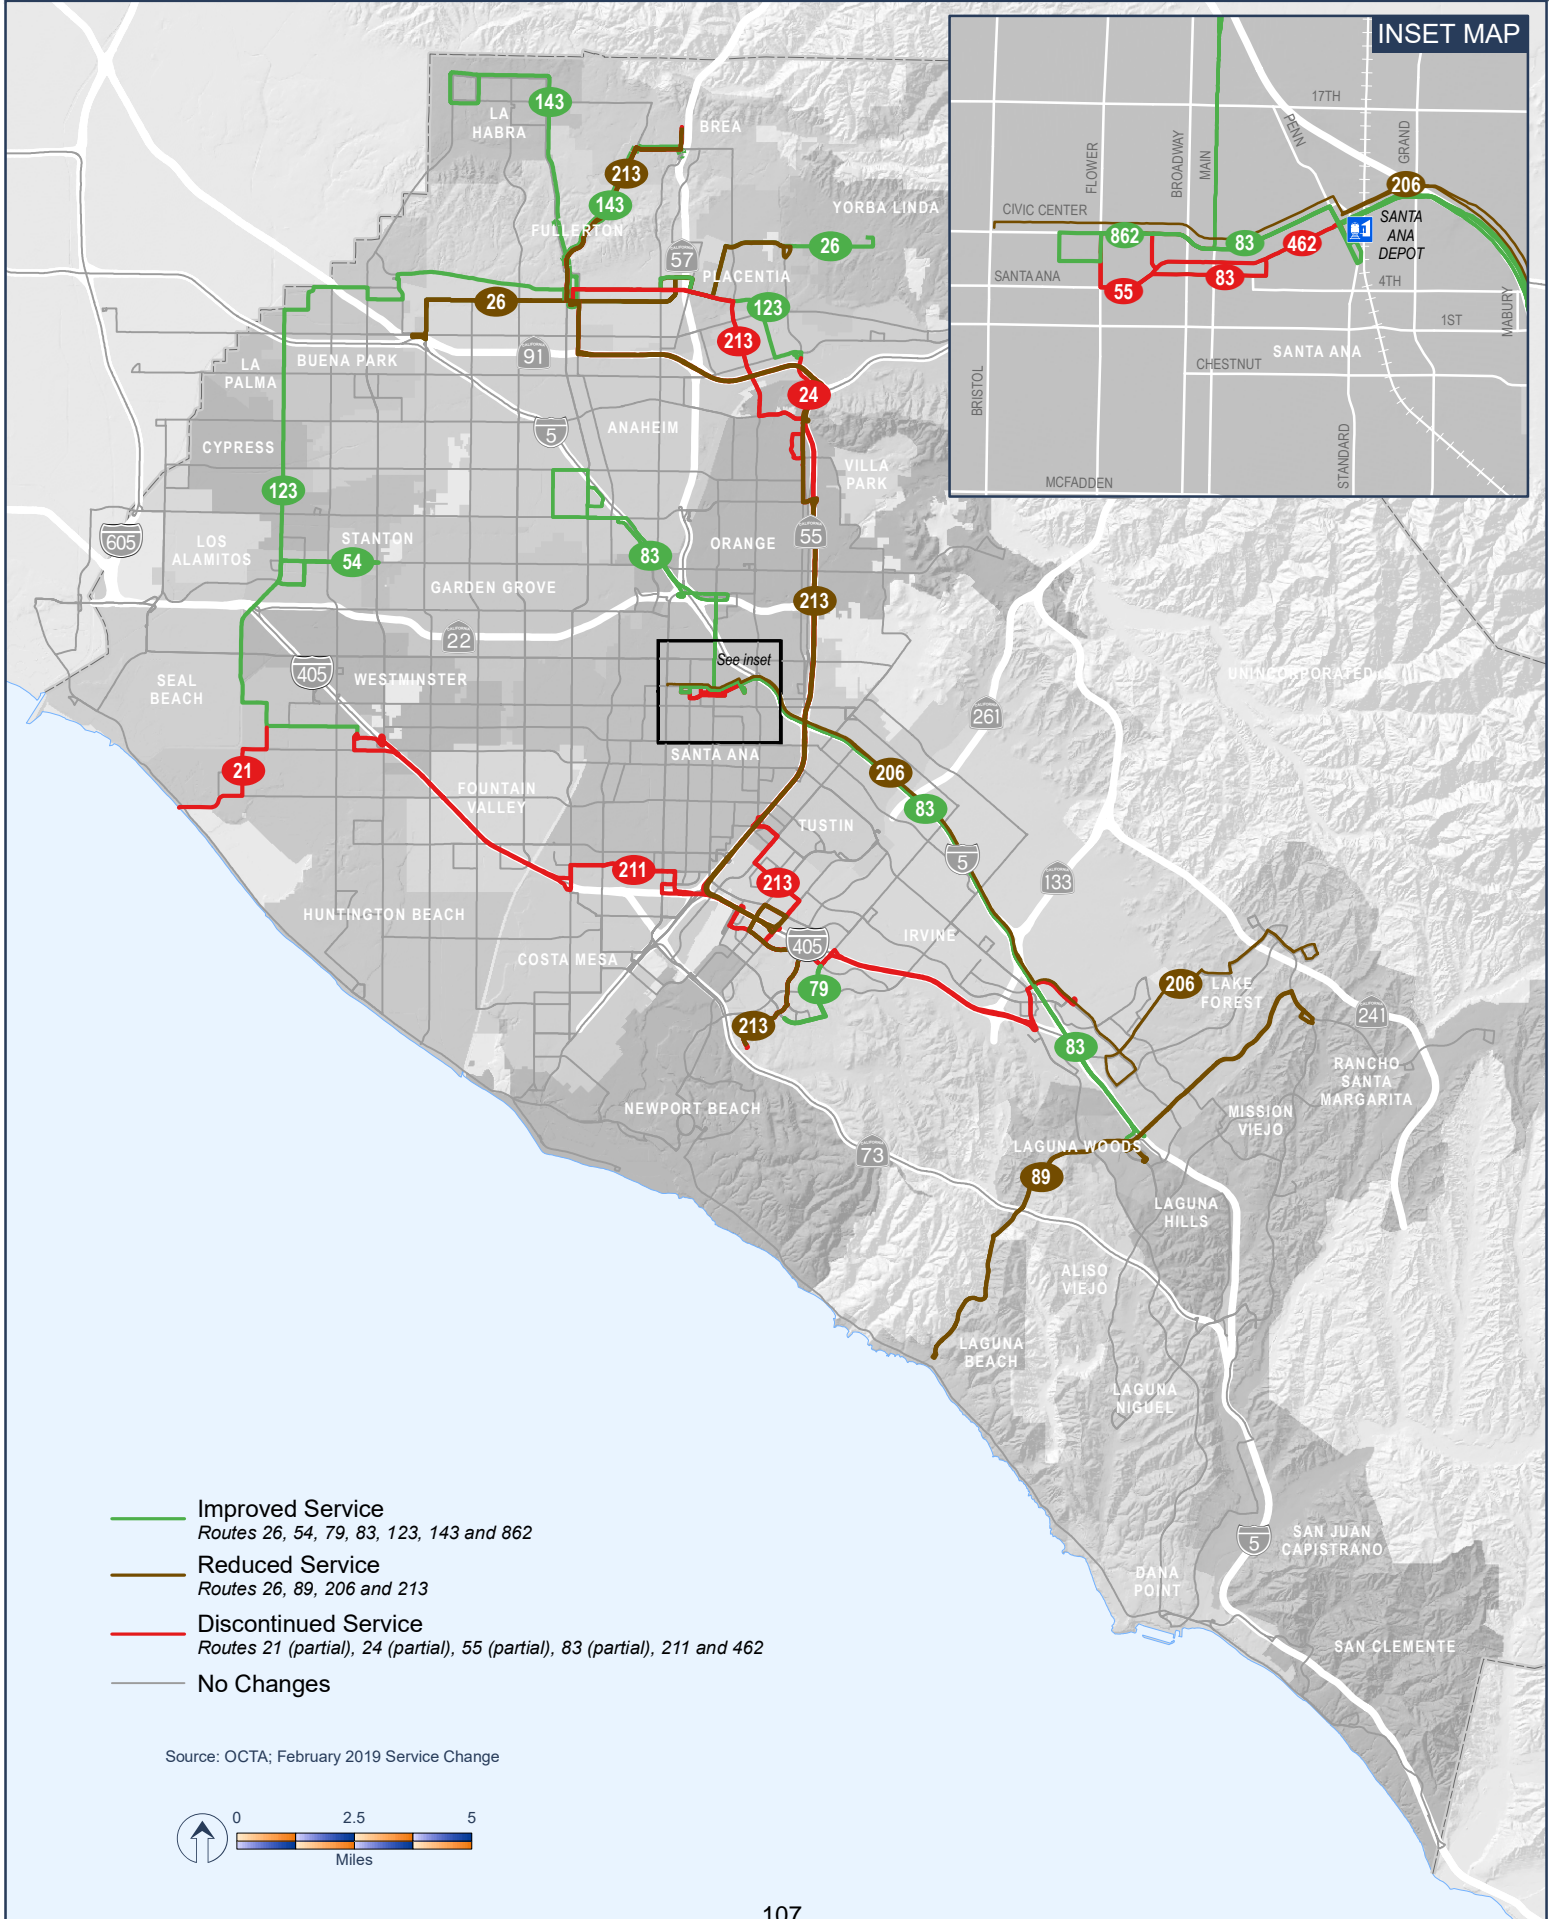 INSET MAP
17TH
PENN
GRAND
FLOWER
BROADWAY
MAIN
206
CIVIC CENTER
862
83
462
SANTA
ANA
DEPOT
SANTA ANA
55
83
4TH
MABURY
1ST
SANTA ANA
CHESTNUT
BRISTOL
STANDARD
MCFADDEN
143
LA
HABRA
BREA
213
143
YORBA LINDA
FULLERTON
26
CALIFORNIA
57
PLACENTIA
26
123
213
BUENA PARK
CALIFORNIA
91
LA
PALMA
24
ANAHEIM
5
CYPRESS
VILLA
PARK
123
605
LOS
ALAMITOS
STANTON
54
83
ORANGE
CALIFORNIA
55
GARDEN GROVE
213
CALIFORNIA
22
See inset
405
SEAL
BEACH
WESTMINSTER
UNINCORPORATED
CALIFORNIA
261
SANTA ANA
21
206
FOUNTAIN
VALLEY
83
TUSTIN
5
211
213
CALIFORNIA
133
HUNTINGTON BEACH
IRVINE
405
COSTA MESA
79
206
LAKE
FOREST
213
CALIFORNIA
241
83
RANCHO
SANTA
MARGARITA
NEWPORT BEACH
MISSION
VIEJO
CALIFORNIA
73
LAGUNA WOODS
89
LAGUNA
HILLS
ALISO
VIEJO
LAGUNA
BEACH
LAGUNA
NIGUEL
5
SAN JUAN
CAPISTRANO
DANA
POINT
SAN CLEMENTE
Improved Service
Routes 26, 54, 79, 83, 123, 143 and 862
Reduced Service
Routes 26, 89, 206 and 213
Discontinued Service
Routes 21 (partial), 24 (partial), 55 (partial), 83 (partial), 211 and 462
No Changes
Source: OCTA; February 2019 Service Change
0 2.5 5
Miles
107